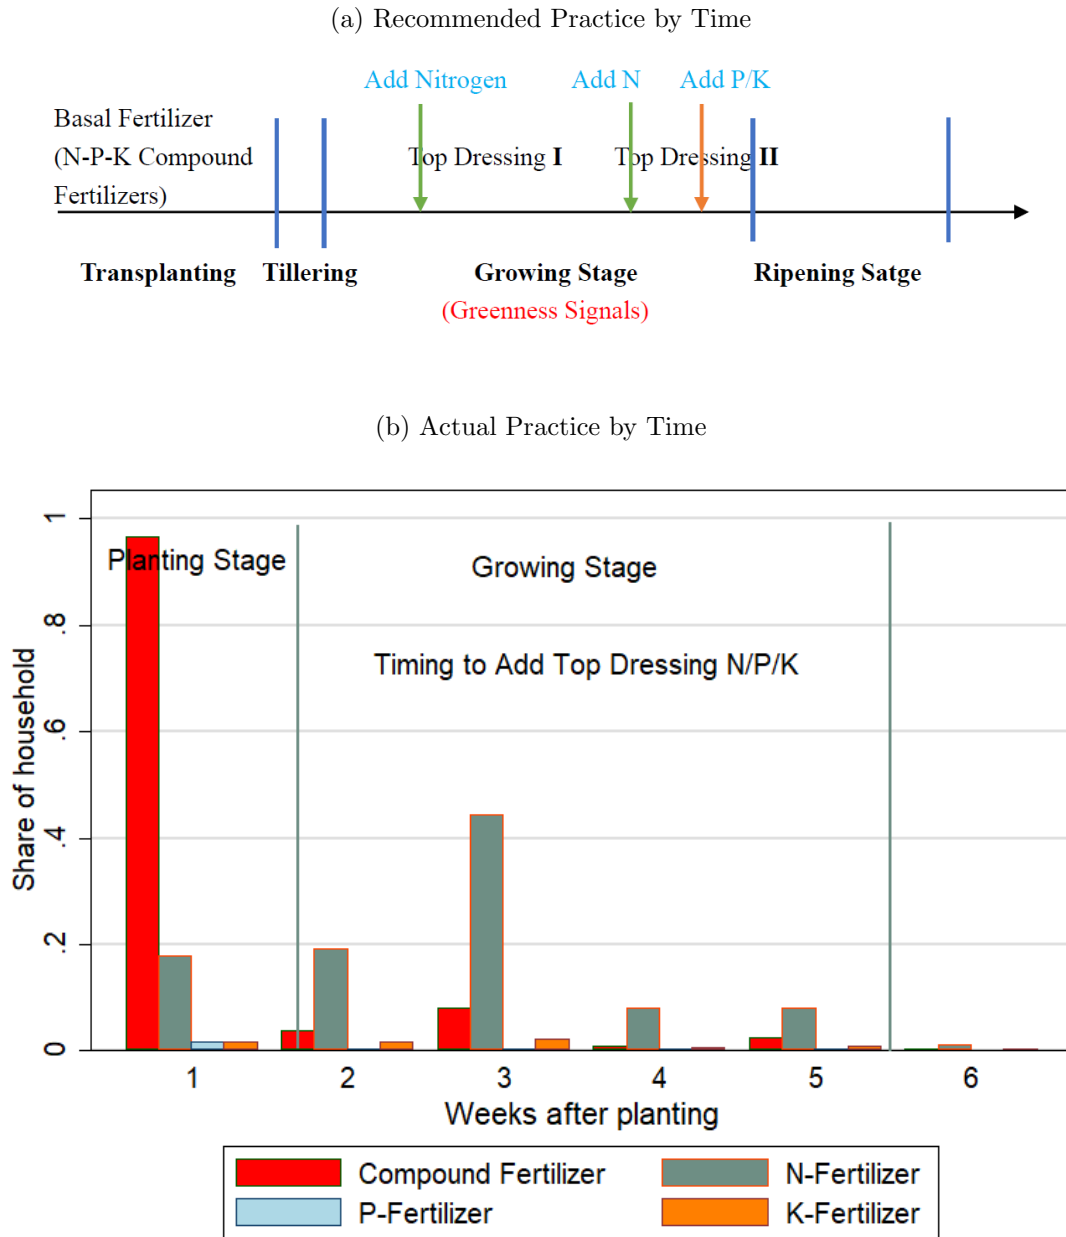 (a) Recommended Practice by Time
Add Nitrogen Add N Add P/K
Basal Fertilizer
(N-P-K Compound
Fertilizers)
Top Dressing I Top Dressing II
Transplanting Tillering Growing Stage Ripening Satge
(Greenness Signals)
(b) Actual Practice by Time
Planting Stage Growing Stage
Timing to Add Top Dressing N/P/K
Share of household
1
.8
.6
.4
.2
0
1 2 3 4 5 6
Weeks after planting
Compound Fertilizer N-Fertilizer
P-Fertilizer K-Fertilizer